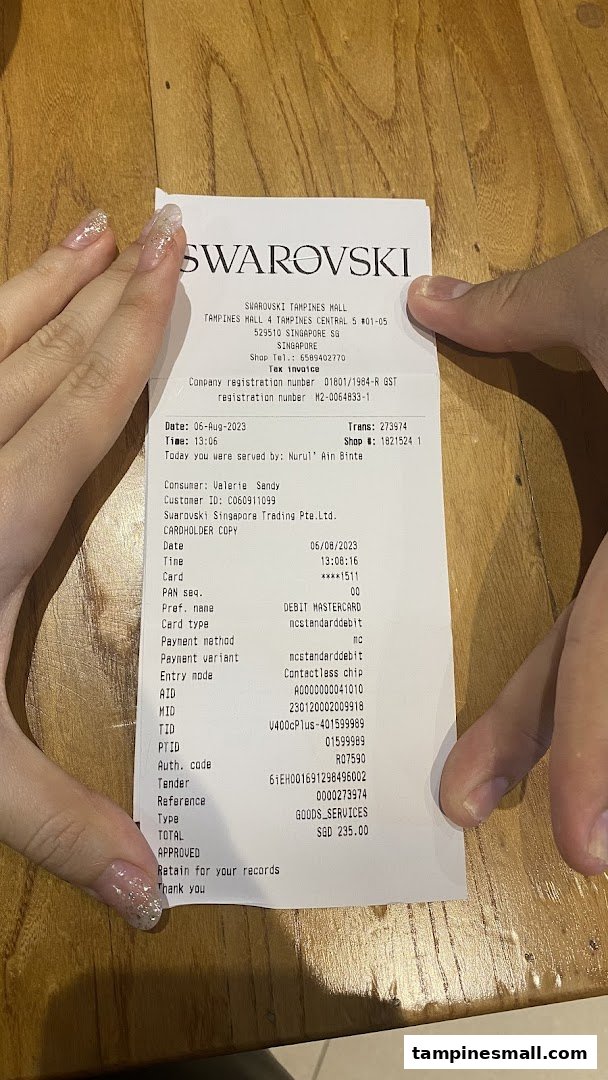 SWAROVSKI
SWAROVSKI TAMPINES MALL
TAMPINES MALL 4 TAMPINES CENTRAL 5 #01-05
529510 SINGAPORE SG
SINGAPORE
Shop Tel.: 6589402770
Tax invoice
Company registration number 01801/1984-R GST
registration number M2-0064833-1
Date: 06-Aug-2023 Trans: 273974
Time: 13:06 Shop #: 1821524 1
Today you were served by: Nurul' Ain Binte
Consumer: Valerie Sandy
Customer ID: C060911099
Swarovski Singapore Trading Pte.Ltd.
CARDHOLDER COPY
Date 06/08/2023
Time 13:08:16
Card ****1511
PAN seq. 00
Pref. name DEBIT MASTERCARD
Card type mcstandarddebit
Payment method mc
Payment variant mcstandarddebit
Entry mode Contactless chip
AID A0000000041010
MID 230120002009918
TID V400cPlus-401599989
PTID 01599989
Auth. code R07590
Tender 6iEH001691298496002
Reference 0000273974
Type GOODS_SERVICES
TOTAL SGD 235.00
APPROVED
Retain for your records
Thank you
tampinesmall.com